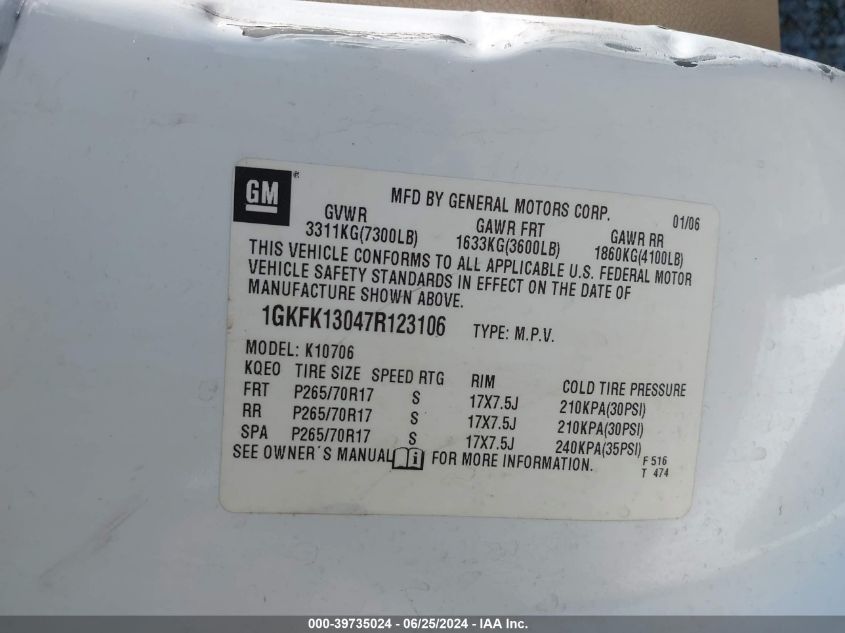 GM
MFD BY GENERAL MOTORS CORP. 01/06
GVWR GAWR FRT GAWR RR
3311KG(7300LB) 1633KG(3600LB) 1860KG(4100LB)
THIS VEHICLE CONFORMS TO ALL APPLICABLE U.S. FEDERAL MOTOR
VEHICLE SAFETY STANDARDS IN EFFECT ON THE DATE OF
MANUFACTURE SHOWN ABOVE.
1GKFK13047R123106 TYPE: M.P.V.
MODEL: K10706
KQEO TIRE SIZE SPEED RTG RIM COLD TIRE PRESSURE
FRT P265/70R17 S 17X7.5J 210KPA(30PSI)
RR P265/70R17 S 17X7.5J 210KPA(30PSI)
SPA P265/70R17 S 17X7.5J 240KPA(35PSI)
SEE OWNER'S MANUAL i FOR MORE INFORMATION.
F 516
T 474
000-39735024 - 06/25/2024 - IAA Inc.